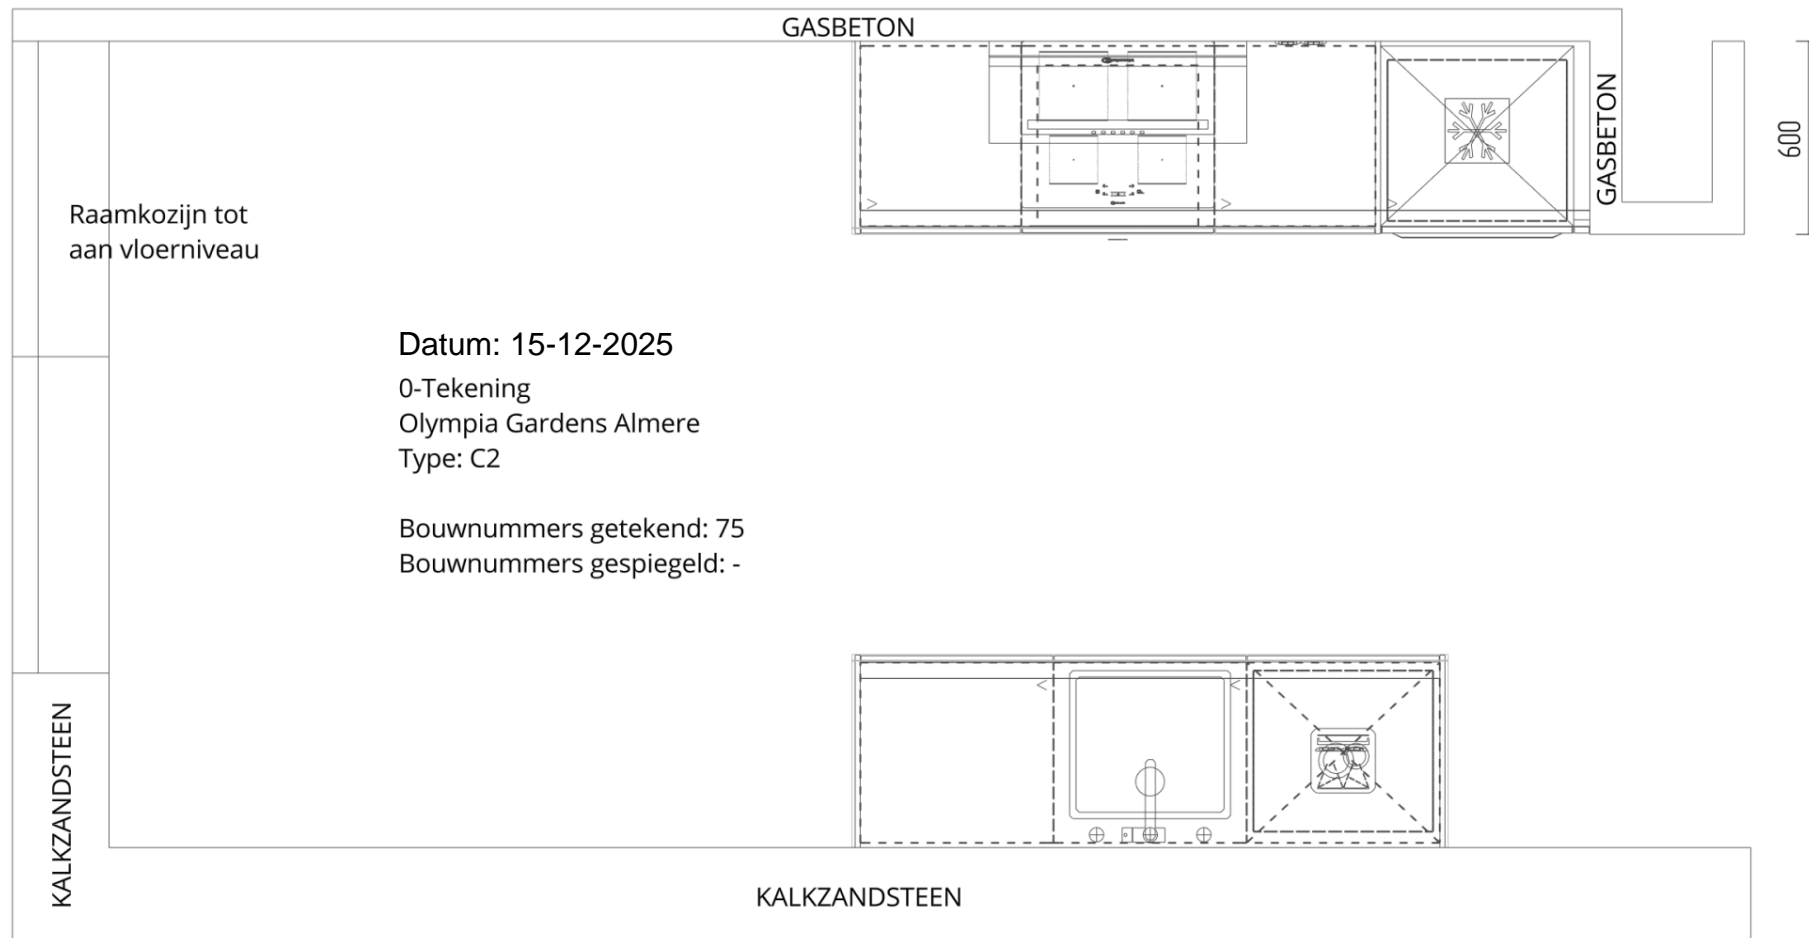 GASBETON
GASBETON
600
Raamkozijn tot
aan vloerniveau
Datum: 15-12-2025
0-Tekening
Olympia Gardens Almere
Type: C2
Bouwnummers getekend: 75
Bouwnummers gespiegeld: -
KALKZANDSTEEN
KALKZANDSTEEN